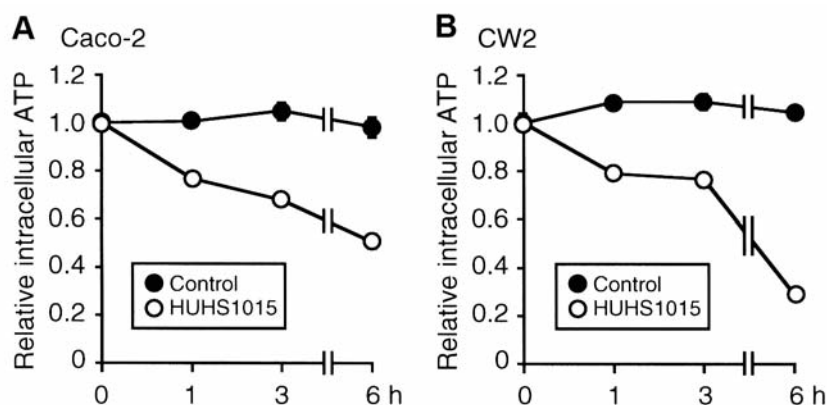 A Caco-2
Relative intracellular ATP
1.2
1.0
0.8
0.6
0.4
0.2
0
Control
HUHS1015
0 1 3 6 h
B CW2
Relative intracellular ATP
1.2
1.0
0.8
0.6
0.4
0.2
0
Control
HUHS1015
0 1 3 6 h